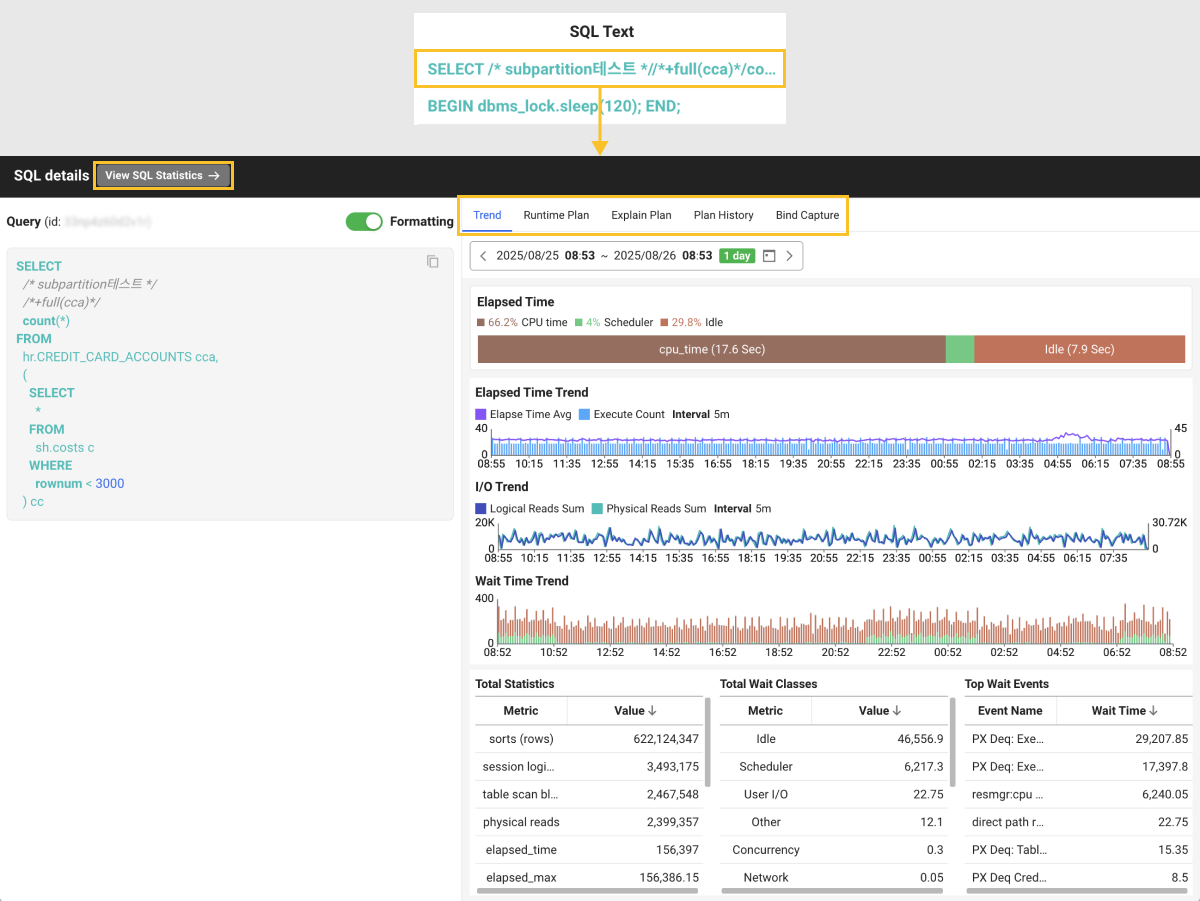 SQL Text
SELECT /* subpartition테스트 *//*+full(cca)*/co...
BEGIN dbms_lock.sleep(120); END;
SQL details
View SQL Statistics →
Query (id:
Formatting
SELECT
/* subpartition테스트 */
/*+full(cca)*/
count(*)
FROM
hr.CREDIT_CARD_ACCOUNTS cca,
(
SELECT
*
FROM
sh.costs c
WHERE
rownum < 3000
) cc
Trend Runtime Plan Explain Plan Plan History Bind Capture
2025/08/25 08:53 ~ 2025/08/26 08:53 1 day
Elapsed Time
66.2% CPU time 4% Scheduler 29.8% Idle
cpu_time (17.6 Sec) Idle (7.9 Sec)
Elapsed Time Trend
Elapse Time Avg Execute Count Interval 5m
40 45
0 0
08:55 10:15 11:35 12:55 14:15 15:35 16:55 18:15 19:35 20:55 22:15 23:35 00:55 02:15 03:35 04:55 06:15 07:35 08:55
I/O Trend
Logical Reads Sum Physical Reads Sum Interval 5m
20K 30.72K
0 0
08:55 10:15 11:35 12:55 14:15 15:35 16:55 18:15 19:35 20:55 22:15 23:35 00:55 02:15 03:35 04:55 06:15 07:35
Wait Time Trend
400
0
08:52 10:52 12:52 14:52 16:52 18:52 20:52 22:52 00:52 02:52 04:52 06:52 08:52
Total Statistics
Metric Value ↓
sorts (rows) 622,124,347
session logi... 3,493,175
table scan bl... 2,467,548
physical reads 2,399,357
elapsed_time 156,397
elapsed_max 156,386.15
Total Wait Classes
Metric Value ↓
Idle 46,556.9
Scheduler 6,217.3
User I/O 22.75
Other 12.1
Concurrency 0.3
Network 0.05
Top Wait Events
Event Name Wait Time ↓
PX Deq: Exe... 29,207.85
PX Deq: Exe... 17,397.8
resmgr:cpu ... 6,240.05
direct path r... 22.75
PX Deq: Tabl... 15.35
PX Deq Cred... 8.5